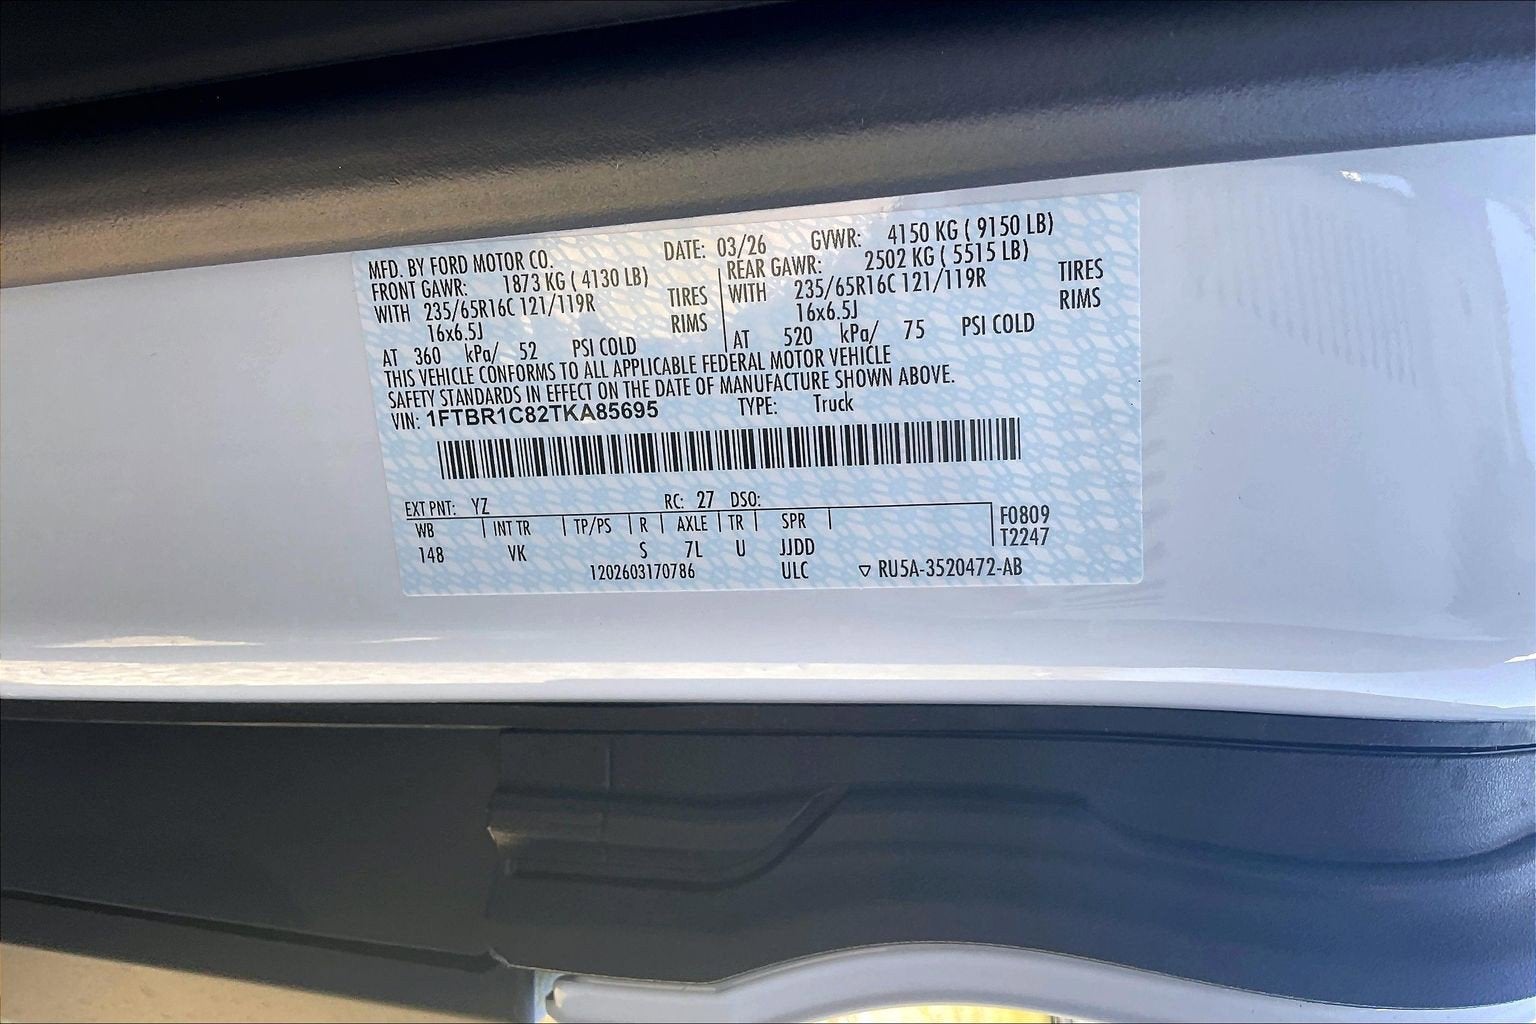 MFD. BY FORD MOTOR CO. DATE: 03/26 GVWR: 4150 KG ( 9150 LB)
FRONT GAWR: 1873 KG ( 4130 LB) REAR GAWR: 2502 KG ( 5515 LB)
WITH 235/65R16C 121/119R TIRES WITH 235/65R16C 121/119R TIRES
16x6.5J RIMS 16x6.5J RIMS
AT 360 kPa/ 52 PSI COLD AT 520 kPa/ 75 PSI COLD
THIS VEHICLE CONFORMS TO ALL APPLICABLE FEDERAL MOTOR VEHICLE
SAFETY STANDARDS IN EFFECT ON THE DATE OF MANUFACTURE SHOWN ABOVE.
VIN: 1FTBR1C82TKA85695 TYPE: Truck
EXT PNT: YZ RC: 27 DSO:
WB INT TR TP/PS R AXLE TR SPR F0809
148 VK S 7L U JJDD T2247
1202603170786 ULC ▽ RU5A-3520472-AB